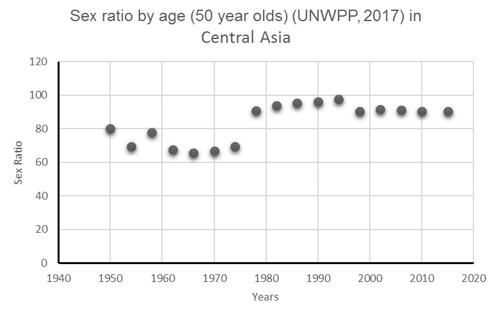 Sex ratio by age (50 year olds) (UNWPP, 2017) in
Central Asia
120
100
80
60
40
20
0
Sex Ratio
1940 1950 1960 1970 1980 1990 2000 2010 2020
Years